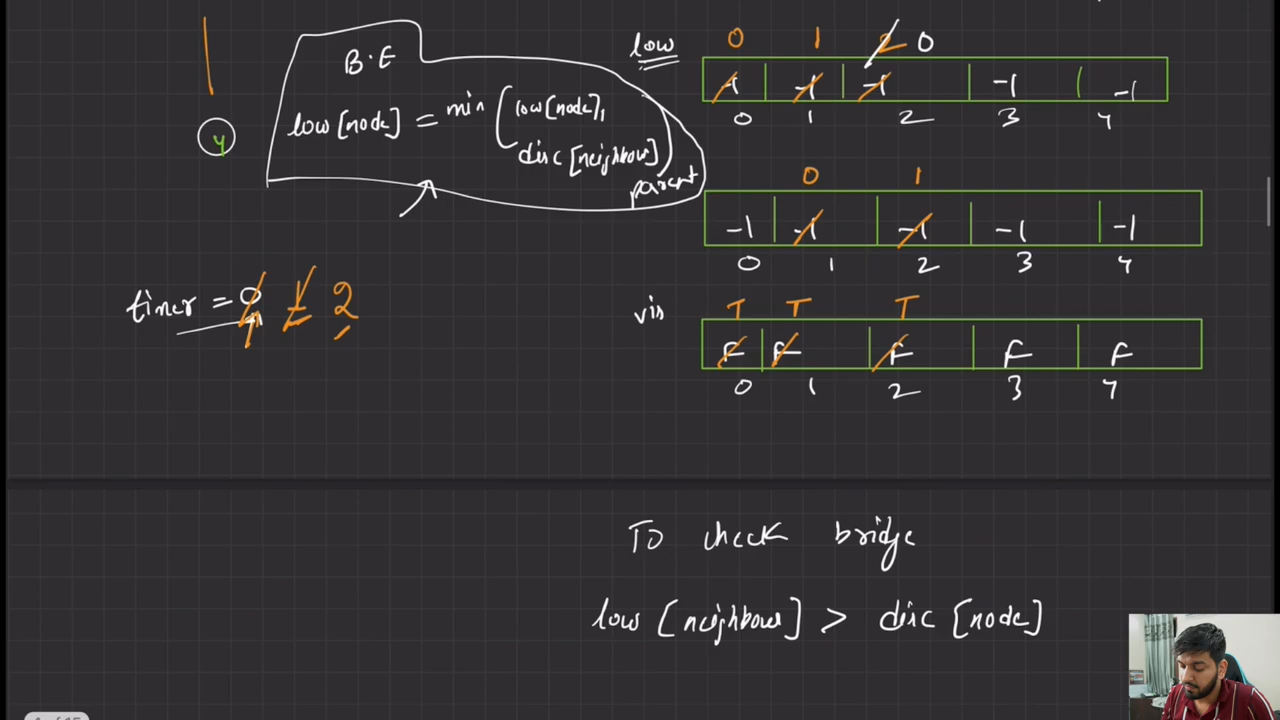 B.E
low[node] = min (low[node],
disc[neighbour])
parent
4
timer = 0 1 2
low
0 1 2 0
-1 -1 -1 -1 -1
0 1 2 3 4
0 1
-1 -1 -1 -1 -1
0 1 2 3 4
vis
T T T
F F F F F
0 1 2 3 4
To check bridge
low [neighbour] > disc [node]